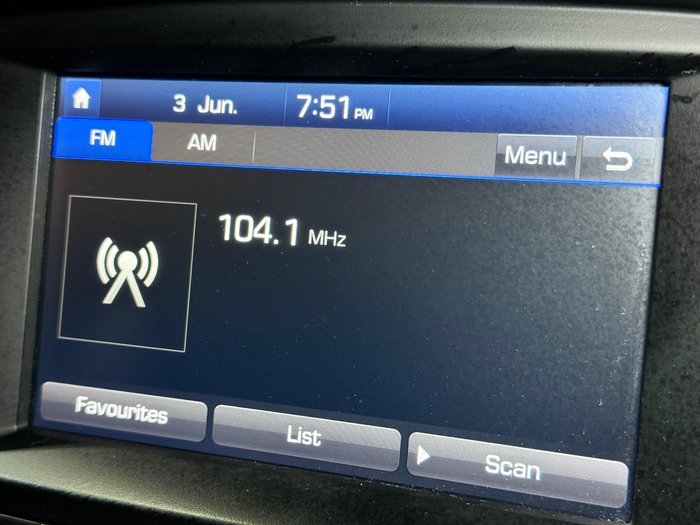 3 Jun. 7:51 PM
FM AM Menu
104.1 MHz
Favourites List Scan